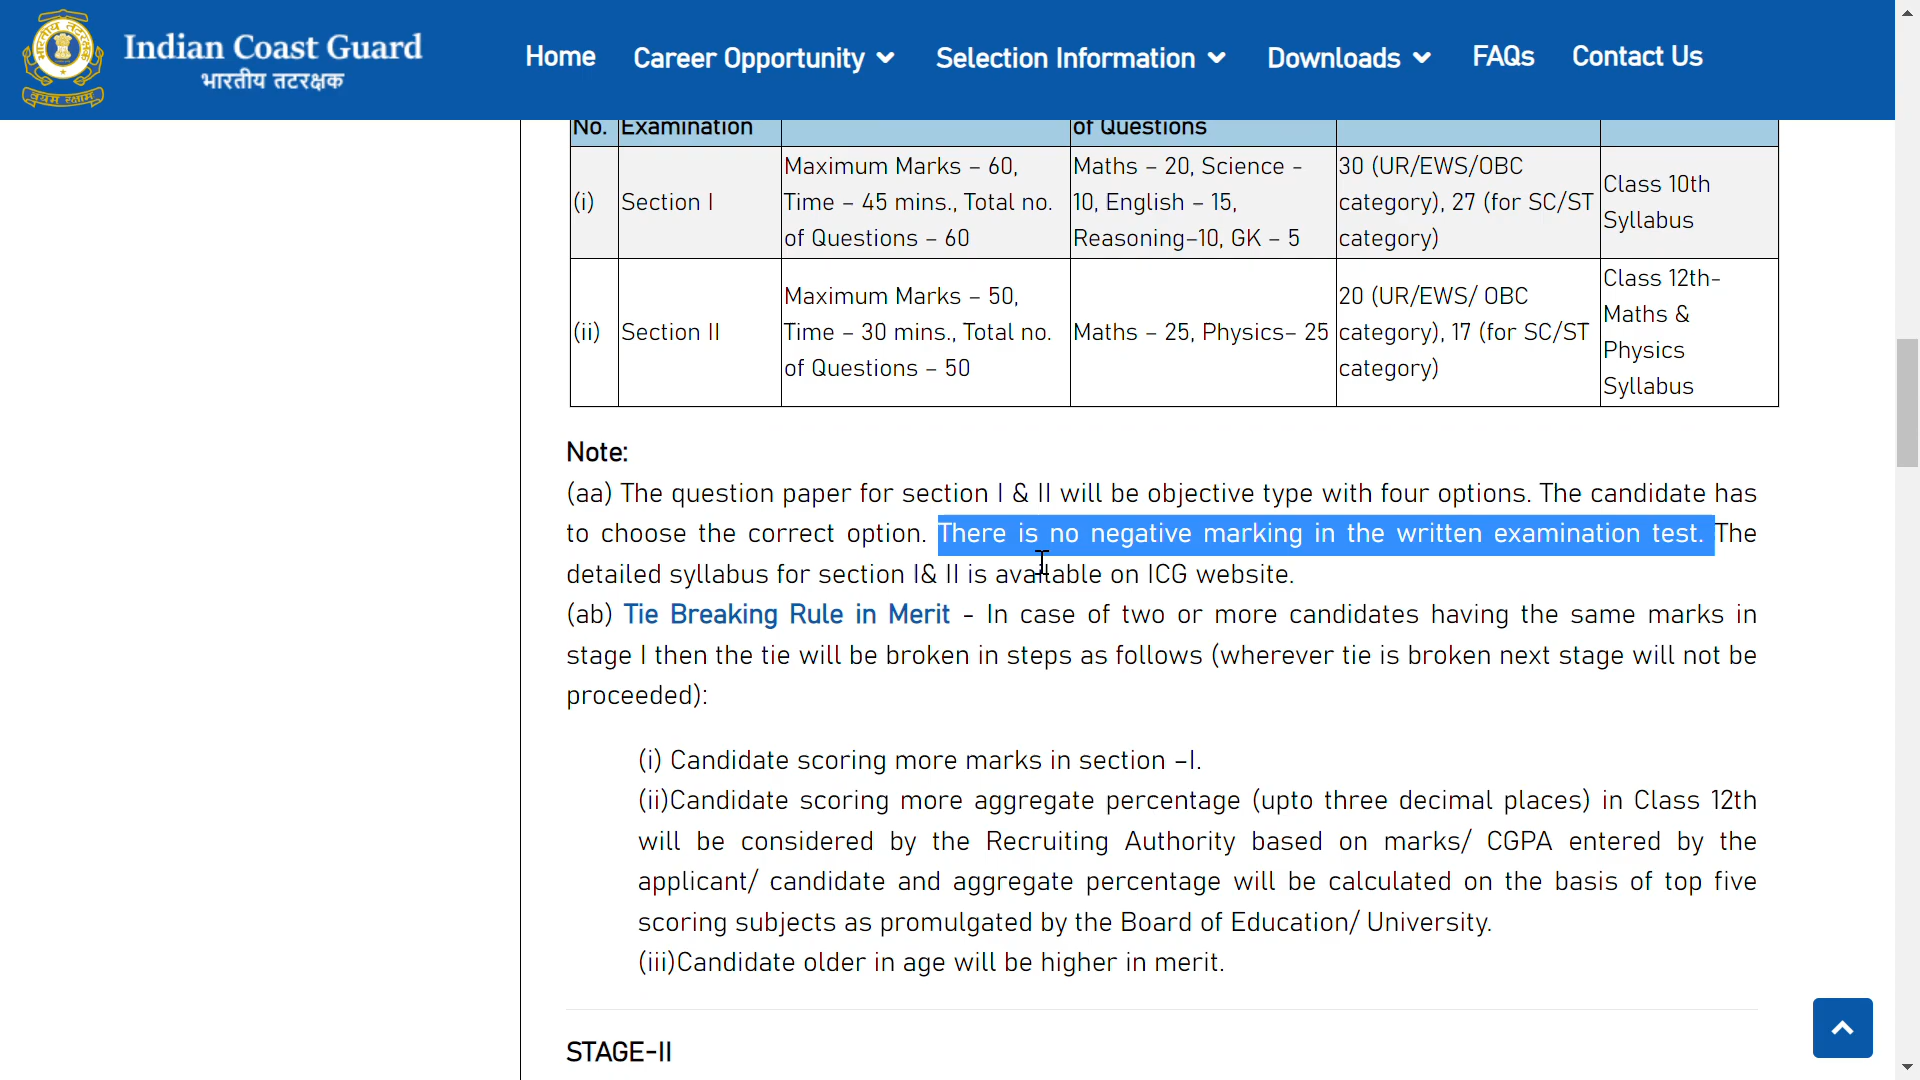 Indian Coast Guard
भारतीय तटरक्षक
वयम रक्षामः
Home Career Opportunity Selection Information Downloads FAQs Contact Us
No. Examination of Questions
(i) Section I
Maximum Marks – 60,
Time – 45 mins., Total no.
of Questions – 60
Maths – 20, Science -
10, English – 15,
Reasoning–10, GK – 5
30 (UR/EWS/OBC
category), 27 (for SC/ST
category)
Class 10th
Syllabus
(ii) Section II
Maximum Marks – 50,
Time – 30 mins., Total no.
of Questions – 50
Maths – 25, Physics– 25
20 (UR/EWS/ OBC
category), 17 (for SC/ST
category)
Class 12th-
Maths &
Physics
Syllabus
Note:
(aa) The question paper for section I & II will be objective type with four options. The candidate has
to choose the correct option. There is no negative marking in the written examination test. The
detailed syllabus for section I& II is available on ICG website.
(ab) Tie Breaking Rule in Merit - In case of two or more candidates having the same marks in
stage I then the tie will be broken in steps as follows (wherever tie is broken next stage will not be
proceeded):
(i) Candidate scoring more marks in section –I.
(ii)Candidate scoring more aggregate percentage (upto three decimal places) in Class 12th
will be considered by the Recruiting Authority based on marks/ CGPA entered by the
applicant/ candidate and aggregate percentage will be calculated on the basis of top five
scoring subjects as promulgated by the Board of Education/ University.
(iii)Candidate older in age will be higher in merit.
STAGE-II